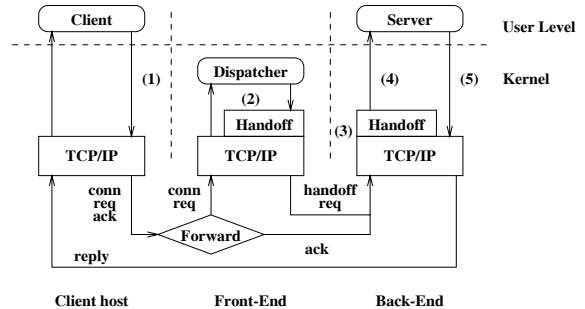 Client
Server
User Level
(1)
Dispatcher
(4)
(5)
Kernel
(2)
Handoff
(3)
Handoff
TCP/IP
TCP/IP
TCP/IP
conn
req
ack
conn
req
handoff
req
Forward
ack
reply
Client host
Front-End
Back-End